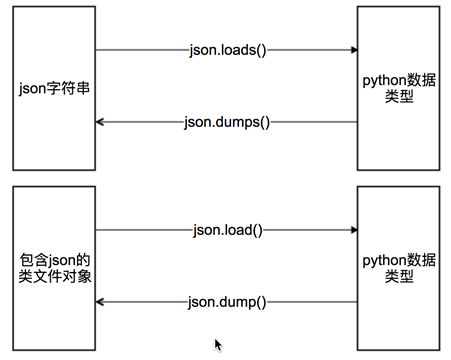 json.loads()
json字符串
python数据
类型
json.dumps()
json.load()
包含json的
类文件对象
python数据
类型
json.dump()